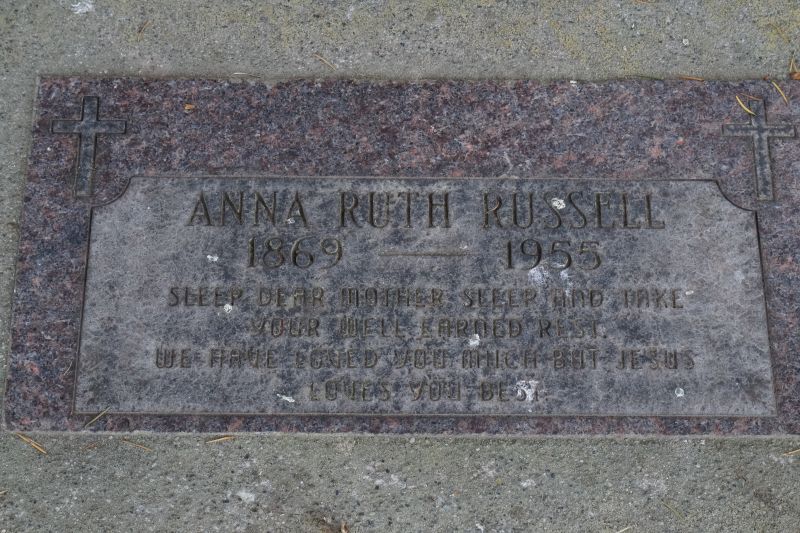 ANNA RUTH RUSSELL
1869 — 1955
SLEEP DEAR MOTHER SLEEP AND TAKE
YOUR WELL EARNED REST.
WE HAVE LOVED YOU MUCH BUT JESUS
LOVES YOU BEST.